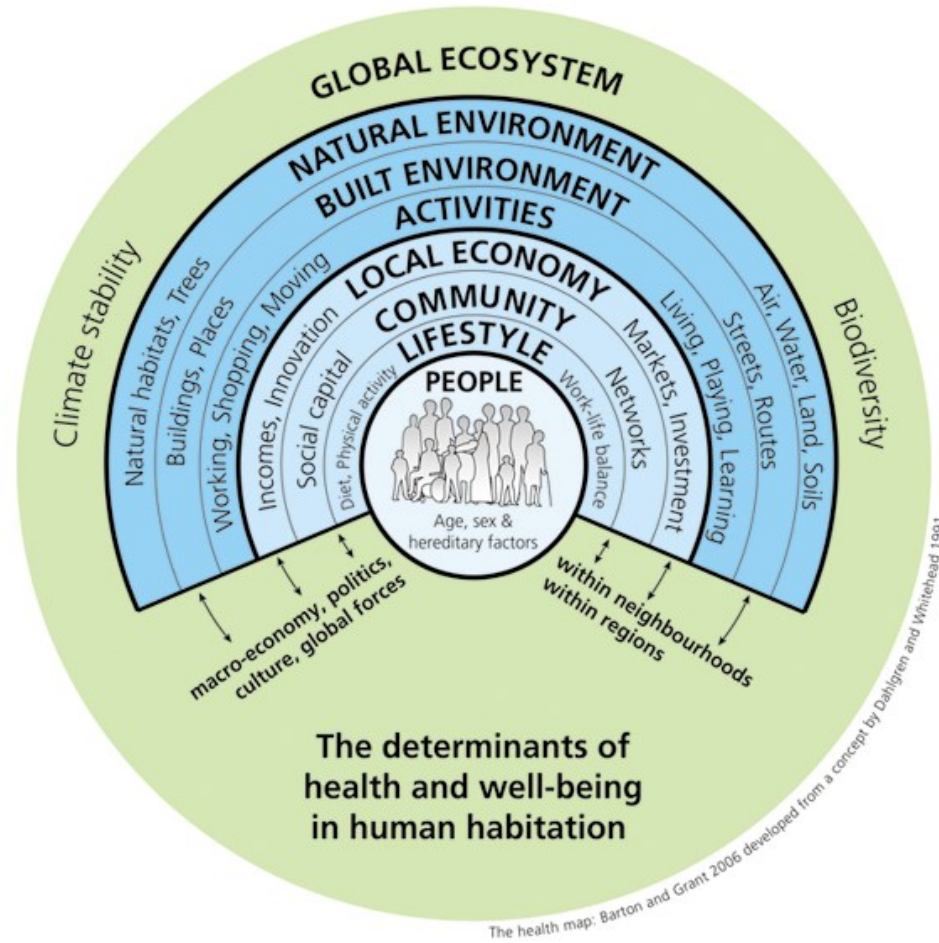 GLOBAL ECOSYSTEM
NATURAL ENVIRONMENT
BUILT ENVIRONMENT
ACTIVITIES
LOCAL ECONOMY
COMMUNITY
LIFESTYLE
PEOPLE
Age, sex &
hereditary factors
Climate stability
Natural habitats, Trees
Buildings, Places
Working, Shopping, Moving
Incomes, Innovation
Social capital
Diet, Physical activity
Work-life balance
Networks
Markets, Investment
Living, Playing, Learning
Streets, Routes
Air, Water, Land, Soils
Biodiversity
macro-economy, politics,
culture, global forces
within neighbourhoods
within regions
The determinants of
health and well-being
in human habitation
The health map: Barton and Grant 2006 developed from a concept by Dahlgren and Whitehead 1991